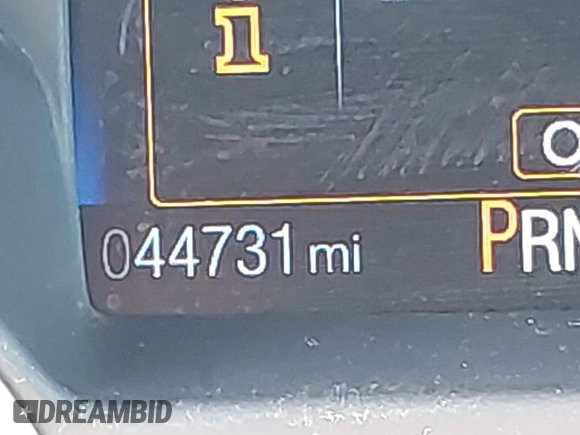 i
O
044731 mi PRN
DREAMBID